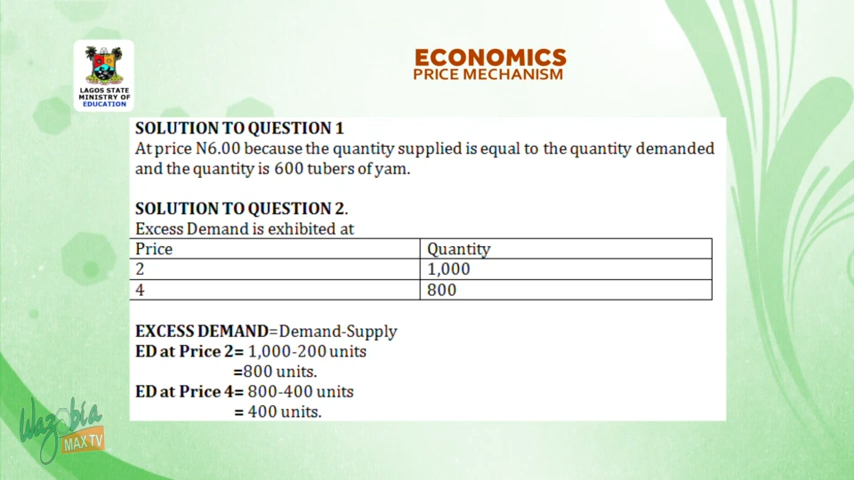 ECONOMICS
PRICE MECHANISM
LAGOS STATE
MINISTRY OF
EDUCATION
SOLUTION TO QUESTION 1
At price N6.00 because the quantity supplied is equal to the quantity demanded
and the quantity is 600 tubers of yam.
SOLUTION TO QUESTION 2.
Excess Demand is exhibited at
Price Quantity
2 1,000
4 800
EXCESS DEMAND=Demand-Supply
ED at Price 2= 1,000-200 units
=800 units.
ED at Price 4= 800-400 units
= 400 units.
Wazobia
MAX TV